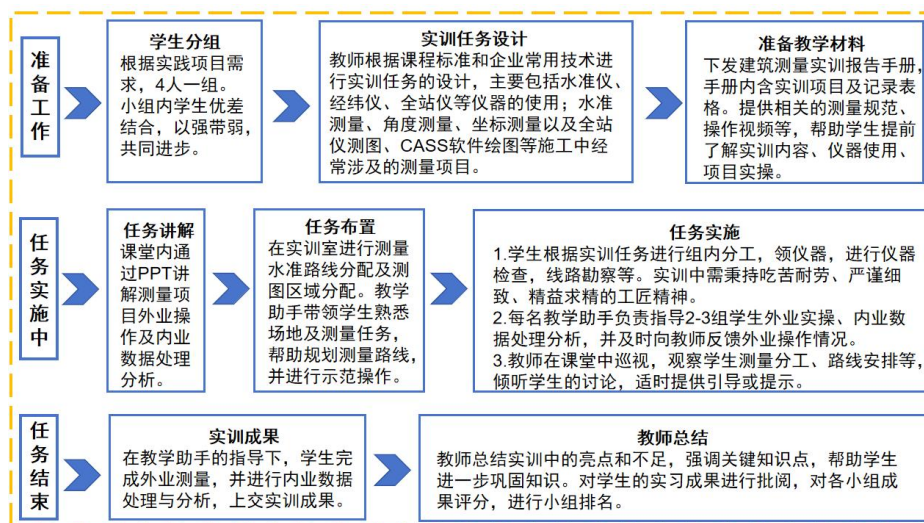 准备工作
学生分组
根据实践项目需
求，4人一组。
小组内学生优差
结合，以强带弱，
共同进步。
实训任务设计
教师根据课程标准和企业常用技术进
行实训任务的设计，主要包括水准仪、
经纬仪、全站仪等仪器的使用；水准
测量、角度测量、坐标测量以及全站
仪测图、CASS软件绘图等施工中经
常涉及的测量项目。
准备教学材料
下发建筑测量实训报告手册，
手册内含实训项目及记录表
格。提供相关的测量规范、
操作视频等，帮助学生提前
了解实训内容、仪器使用、
项目实操。
任务实施中
任务讲解
课堂内通
过PPT讲
解测量项
目外业操
作及内业
数据处理
分析。
任务布置
在实训室进行测量
水准路线分配及测
图区域分配。教学
助手带领学生熟悉
场地及测量任务，
帮助规划测量路线，
并进行示范操作。
任务实施
1.学生根据实训任务进行组内分工，领仪器，进行仪器
检查，线路勘察等。实训中需秉持吃苦耐劳、严谨细
致、精益求精的工匠精神。
2.每名教学助手负责指导2-3组学生外业实操、内业数
据处理分析，并及时向教师反馈外业操作情况。
3.教师在课堂中巡视，观察学生测量分工、路线安排等，
倾听学生的讨论，适时提供引导或提示。
任务结束
实训成果
在教学助手的指导下，学生完
成外业测量，并进行内业数据
处理与分析，上交实训成果。
教师总结
教师总结实训中的亮点和不足，强调关键知识点，帮助学生
进一步巩固知识。对学生的实习成果进行批阅，对各小组成
果评分，进行小组排名。